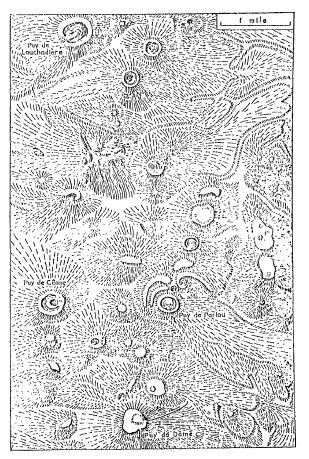 1 mile
Puy de
Louchadière
Puy de Côme
Puy de Pariou
Puy de Dôme